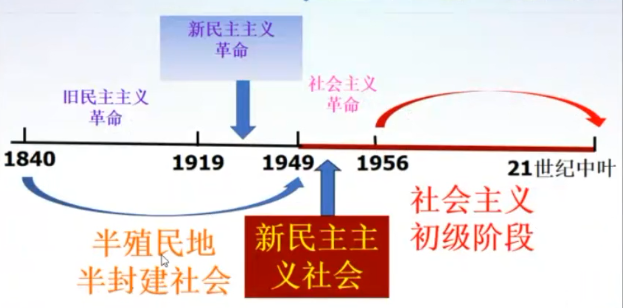 新民主主义
革命
旧民主主义
革命
社会主义
革命
1840
1919
1949
1956
21世纪中叶
半殖民地
半封建社会
新民主主
义社会
社会主义
初级阶段